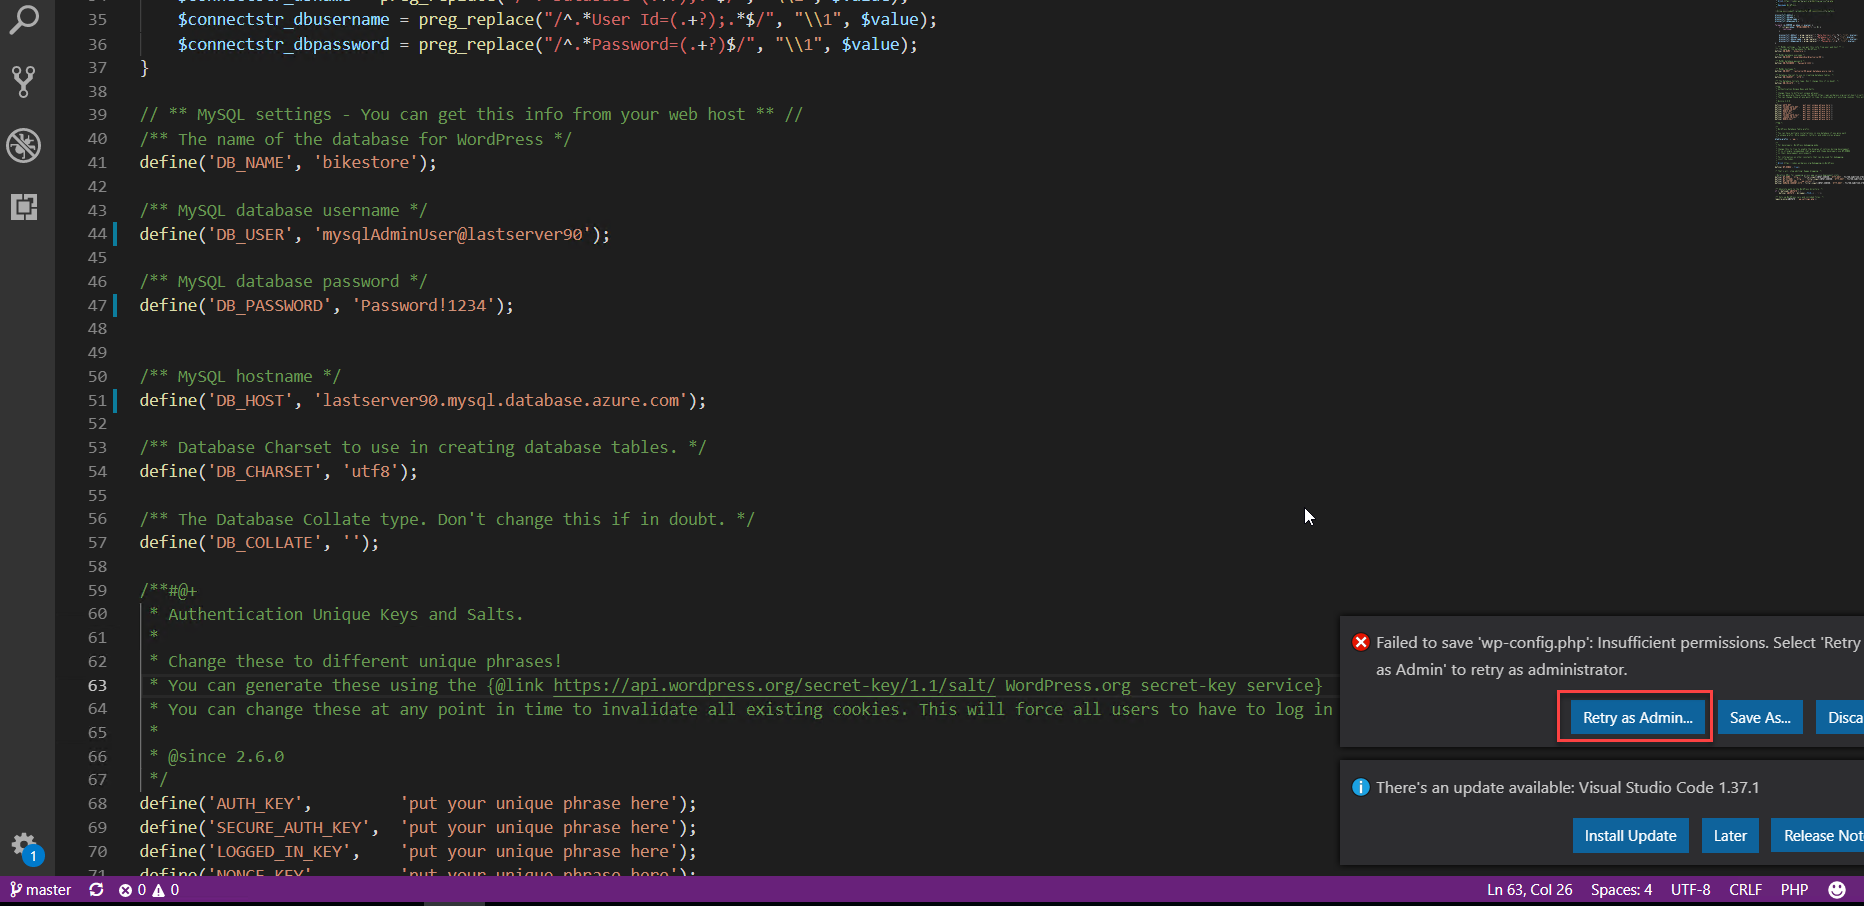 35 $connectstr_dbusername = preg_replace("/^.*User Id=(.+?);.*$/", "\\1", $value);
36 $connectstr_dbpassword = preg_replace("/^.*Password=(.+?)$/", "\\1", $value);
37 }
38
39 // ** MySQL settings - You can get this info from your web host ** //
40 /** The name of the database for WordPress */
41 define('DB_NAME', 'bikestore');
42
43 /** MySQL database username */
44 define('DB_USER', 'mysqlAdminUser@lastserver90');
45
46 /** MySQL database password */
47 define('DB_PASSWORD', 'Password!1234');
48
49
50 /** MySQL hostname */
51 define('DB_HOST', 'lastserver90.mysql.database.azure.com');
52
53 /** Database Charset to use in creating database tables. */
54 define('DB_CHARSET', 'utf8');
55
56 /** The Database Collate type. Don't change this if in doubt. */
57 define('DB_COLLATE', '');
58
59 /**#@+
60 * Authentication Unique Keys and Salts.
61 *
62 * Change these to different unique phrases!
63 * You can generate these using the {@link https://api.wordpress.org/secret-key/1.1/salt/ WordPress.org secret-key service}
64 * You can change these at any point in time to invalidate all existing cookies. This will force all users to have to log in
65 *
66 * @since 2.6.0
67 */
68 define('AUTH_KEY', 'put your unique phrase here');
69 define('SECURE_AUTH_KEY', 'put your unique phrase here');
70 define('LOGGED_IN_KEY', 'put your unique phrase here');
71 define('NONCE_KEY', 'put your unique phrase here');
Failed to save 'wp-config.php': Insufficient permissions. Select 'Retry
as Admin' to retry as administrator.
Retry as Admin... Save As... Disca
There's an update available: Visual Studio Code 1.37.1
Install Update Later Release Not
1
master 0 0 Ln 63, Col 26 Spaces: 4 UTF-8 CRLF PHP